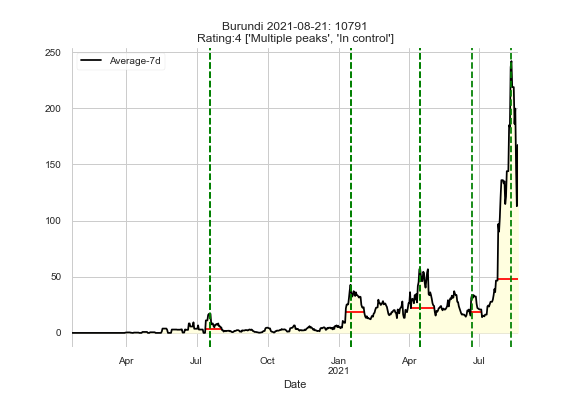 Burundi 2021-08-21: 10791
Rating:4 ['Multiple peaks', 'In control']
250
Average-7d
200
150
100
50
0
Apr Jul Oct Jan Apr Jul
2021
Date